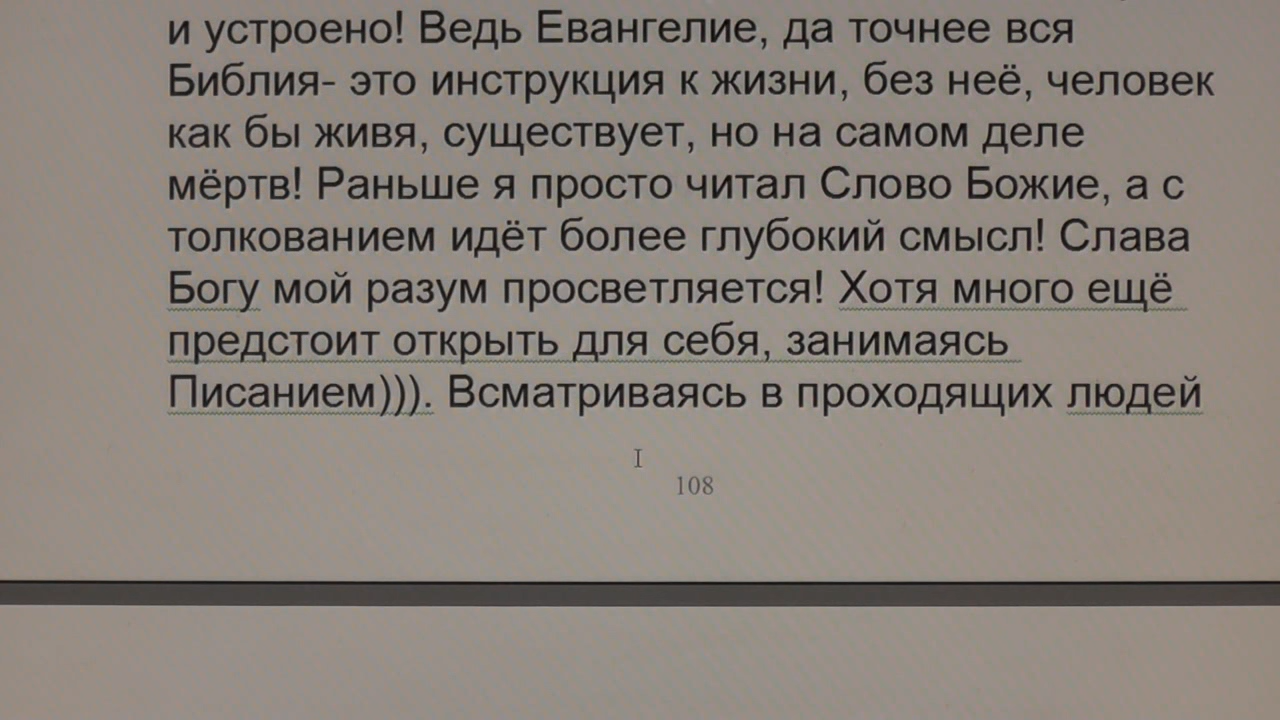 и устроено! Ведь Евангелие, да точнее вся
Библия- это инструкция к жизни, без неё, человек
как бы живя, существует, но на самом деле
мёртв! Раньше я просто читал Слово Божие, а с
толкованием идёт более глубокий смысл! Слава
Богу мой разум просветляется! Хотя много ещё
предстоит открыть для себя, занимаясь
Писанием))). Всматриваясь в проходящих людей
108